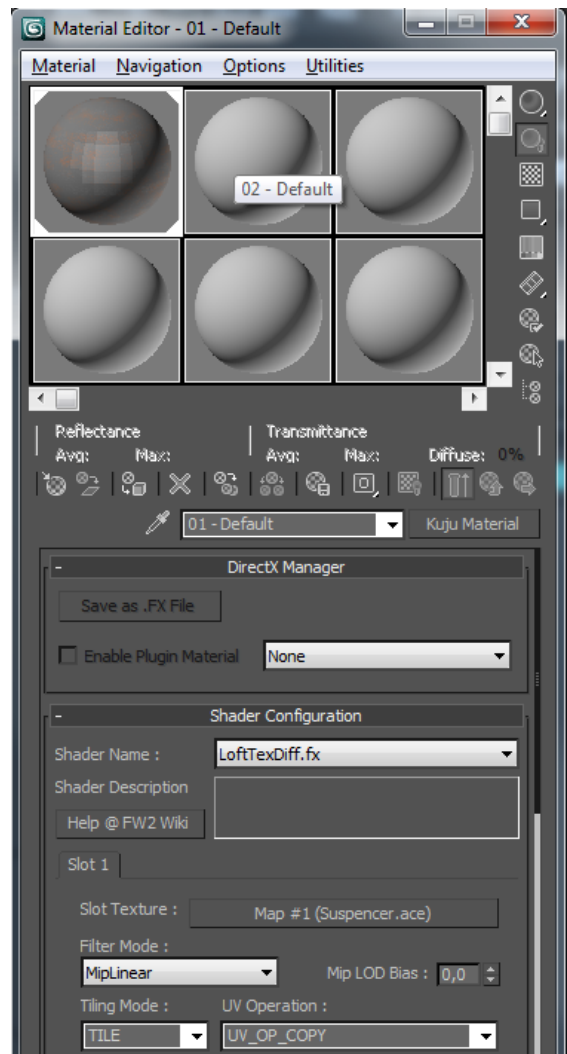 Material Editor - 01 - Default
Material Navigation Options Utilities
02 - Default
Reflectance Transmittance
Avg: Max: Avg: Max: Diffuse: 0%
01 - Default Kuju Material
- DirectX Manager
Save as .FX File
Enable Plugin Material None
- Shader Configuration
Shader Name : LoftTexDiff.fx
Shader Description
Help @ FW2 Wiki
Slot 1
Slot Texture : Map #1 (Suspencer.ace)
Filter Mode :
MipLinear Mip LOD Bias : 0,0
Tiling Mode : UV Operation :
TILE UV_OP_COPY